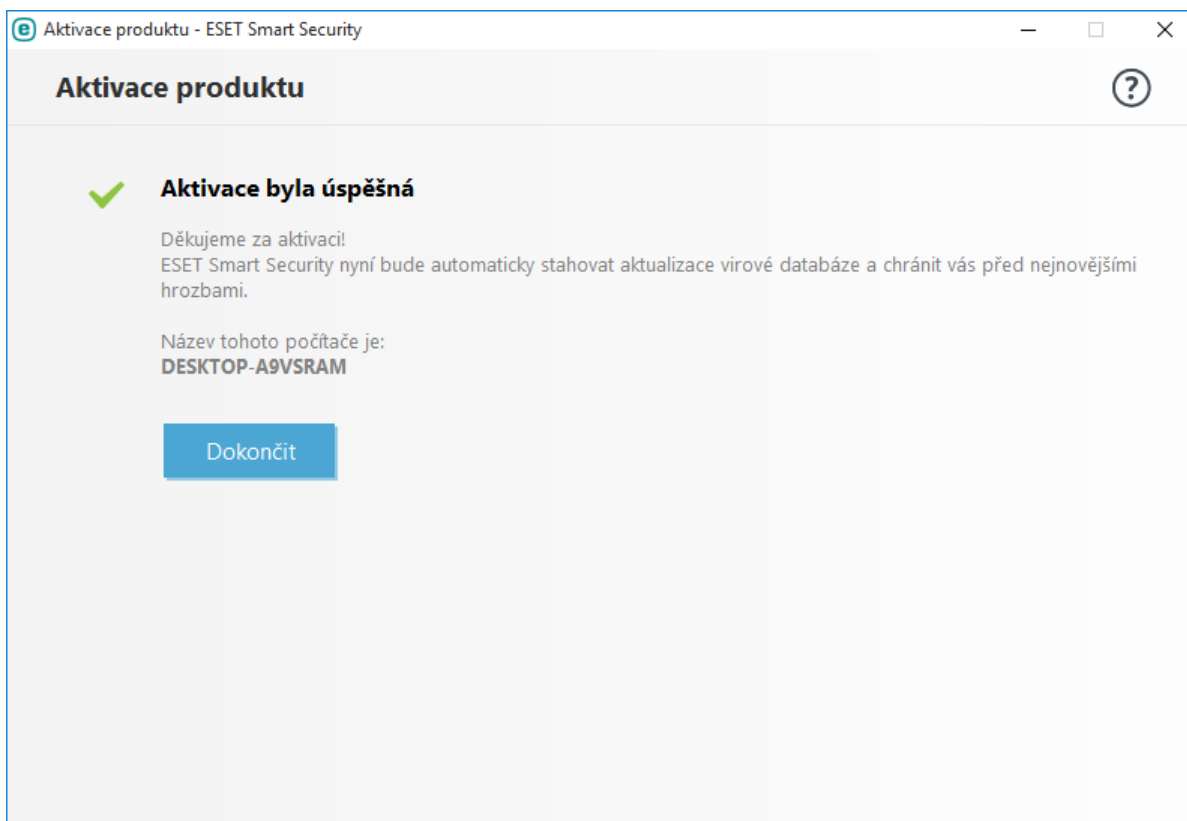 Aktivace produktu - ESET Smart Security
Aktivace produktu
?
Aktivace byla úspěšná
Děkujeme za aktivaci!
ESET Smart Security nyní bude automaticky stahovat aktualizace virové databáze a chránit vás před nejnovějšími
hrozbami.
Název tohoto počítače je:
DESKTOP-A9VSRAM
Dokončit